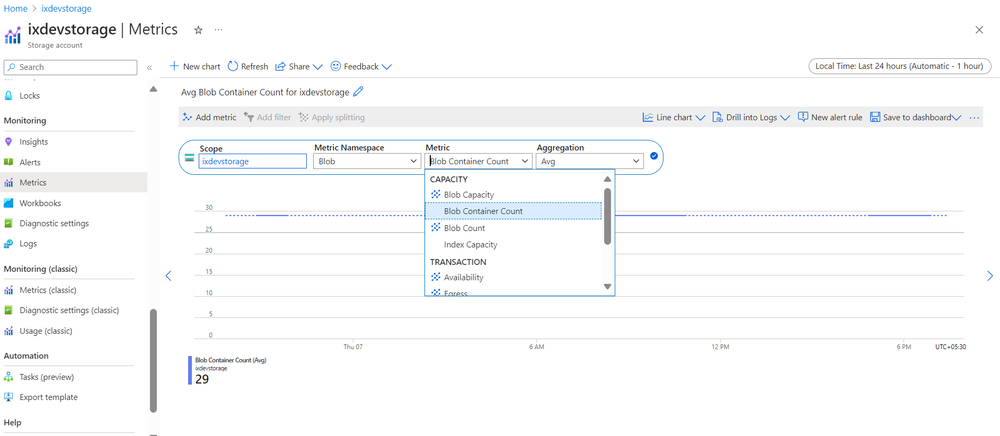 Home > ixdevstorage
ixdevstorage | Metrics
Storage account
Search
«
Locks
Monitoring
Insights
Alerts
Metrics
Workbooks
Diagnostic settings
Logs
Monitoring (classic)
Metrics (classic)
Diagnostic settings (classic)
Usage (classic)
Automation
Tasks (preview)
Export template
Help
New chart Refresh Share Feedback
Local Time: Last 24 hours (Automatic - 1 hour)
Avg Blob Container Count for ixdevstorage
Add metric Add filter Apply splitting Line chart Drill into Logs New alert rule Save to dashboard
Scope Metric Namespace Metric Aggregation
ixdevstorage Blob Blob Container Count Avg
CAPACITY
Blob Capacity
Blob Container Count
Blob Count
Index Capacity
TRANSACTION
Availability
Egress
30
25
20
15
10
5
0
Thu 07 6 AM 12 PM 6 PM UTC+05:30
Blob Container Count (Avg)
ixdevstorage
29